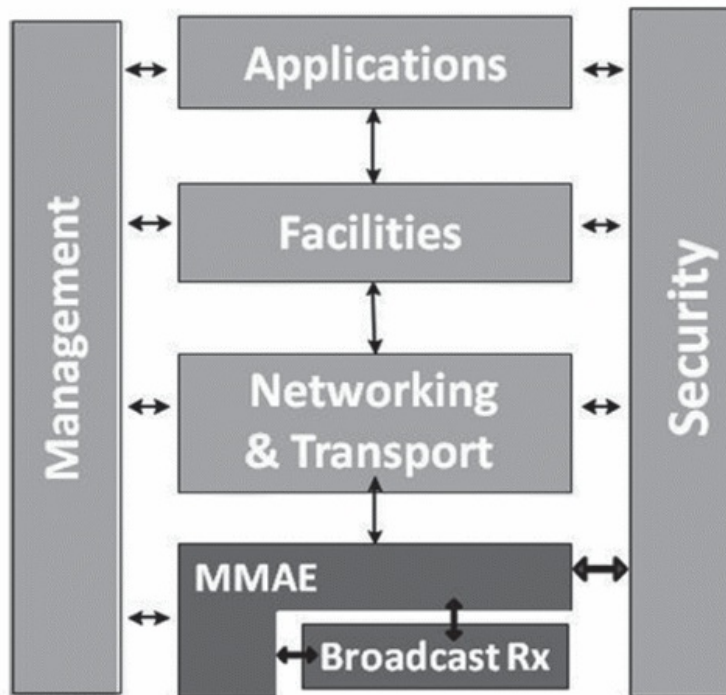 Applications
Management
Facilities
Security
Networking
& Transport
MMAE
Broadcast Rx